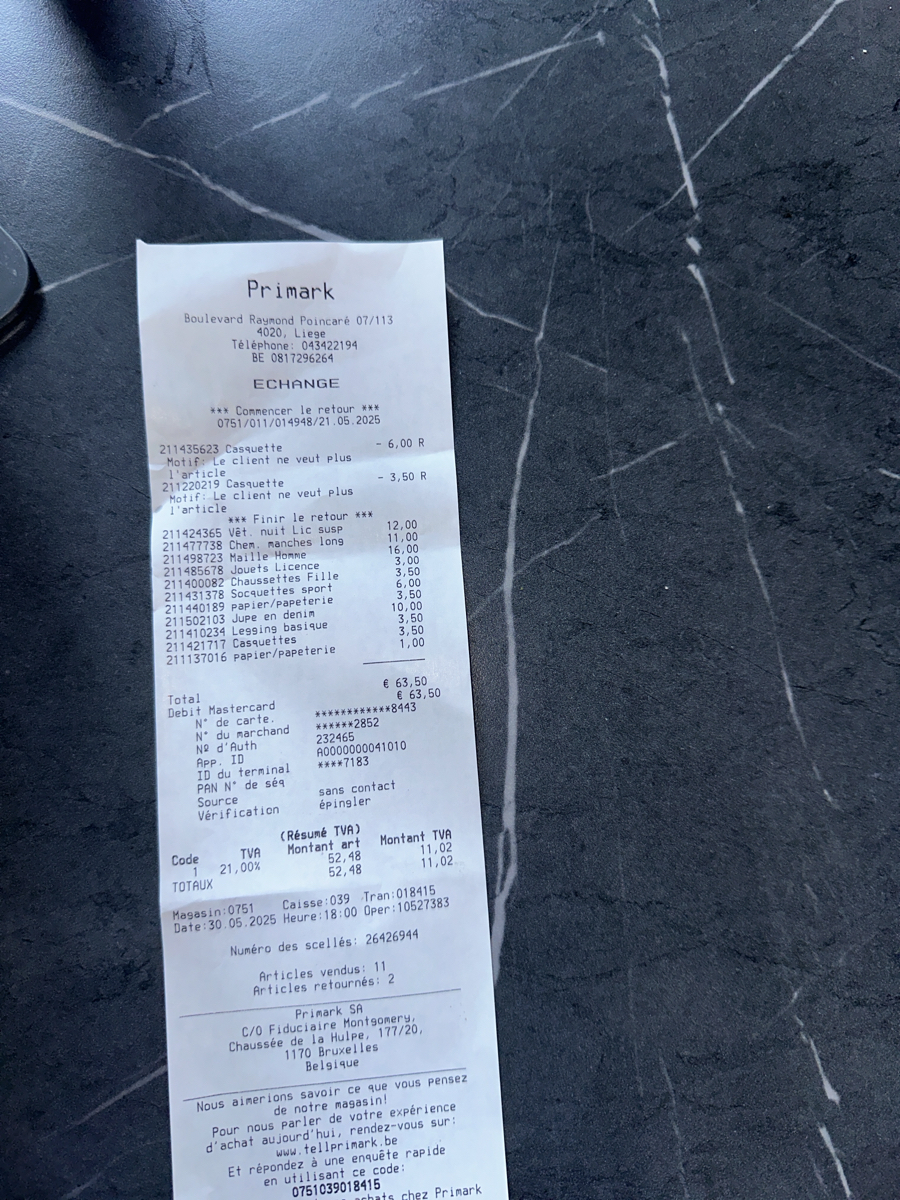 Primark
Boulevard Raymond Poincaré 07/113
4020, Liege
Téléphone: 043422194
BE 0817296264
ECHANGE
*** Commencer le retour ***
0751/011/014948/21.05.2025
211435623 Casquette - 6,00 R
Motif: Le client ne veut plus
l'article
211220219 Casquette - 3,50 R
Motif: Le client ne veut plus
l'article
*** Finir le retour ***
211424365 Vêt. nuit Lic susp 12,00
211477738 Chem. manches long 11,00
211498723 Maille Homme 16,00
211485678 Jouets Licence 3,00
211400082 Chaussettes Fille 3,50
211431378 Socquettes sport 6,00
211440189 papier/papeterie 3,50
211502103 Jupe en denim 10,00
211410234 Legging basique 3,50
211421717 Casquettes 3,50
211137016 papier/papeterie 1,00
Total € 63,50
Debit Mastercard € 63,50
N° de carte. ************8443
N° du marchand ******2852
Nº d'Auth 232465
App. ID A0000000041010
ID du terminal ****7183
PAN N° de séq
Source sans contact
Vérification épingler
(Résumé TVA)
Code TVA Montant art Montant TVA
1 21,00% 52,48 11,02
TOTAUX 52,48 11,02
Magasin:0751 Caisse:039 Tran:018415
Date:30.05.2025 Heure:18:00 Oper:10527383
Numéro des scellés: 26426944
Articles vendus: 11
Articles retournés: 2
Primark SA
C/O Fiduciaire Montgomery,
Chaussée de la Hulpe, 177/20,
1170 Bruxelles
Belgique
Nous aimerions savoir ce que vous pensez
de notre magasin!
Pour nous parler de votre expérience
d'achat aujourd'hui, rendez-vous sur:
www.tellprimark.be
Et répondez à une enquête rapide
en utilisant ce code:
0751039018415
achats chez Primark